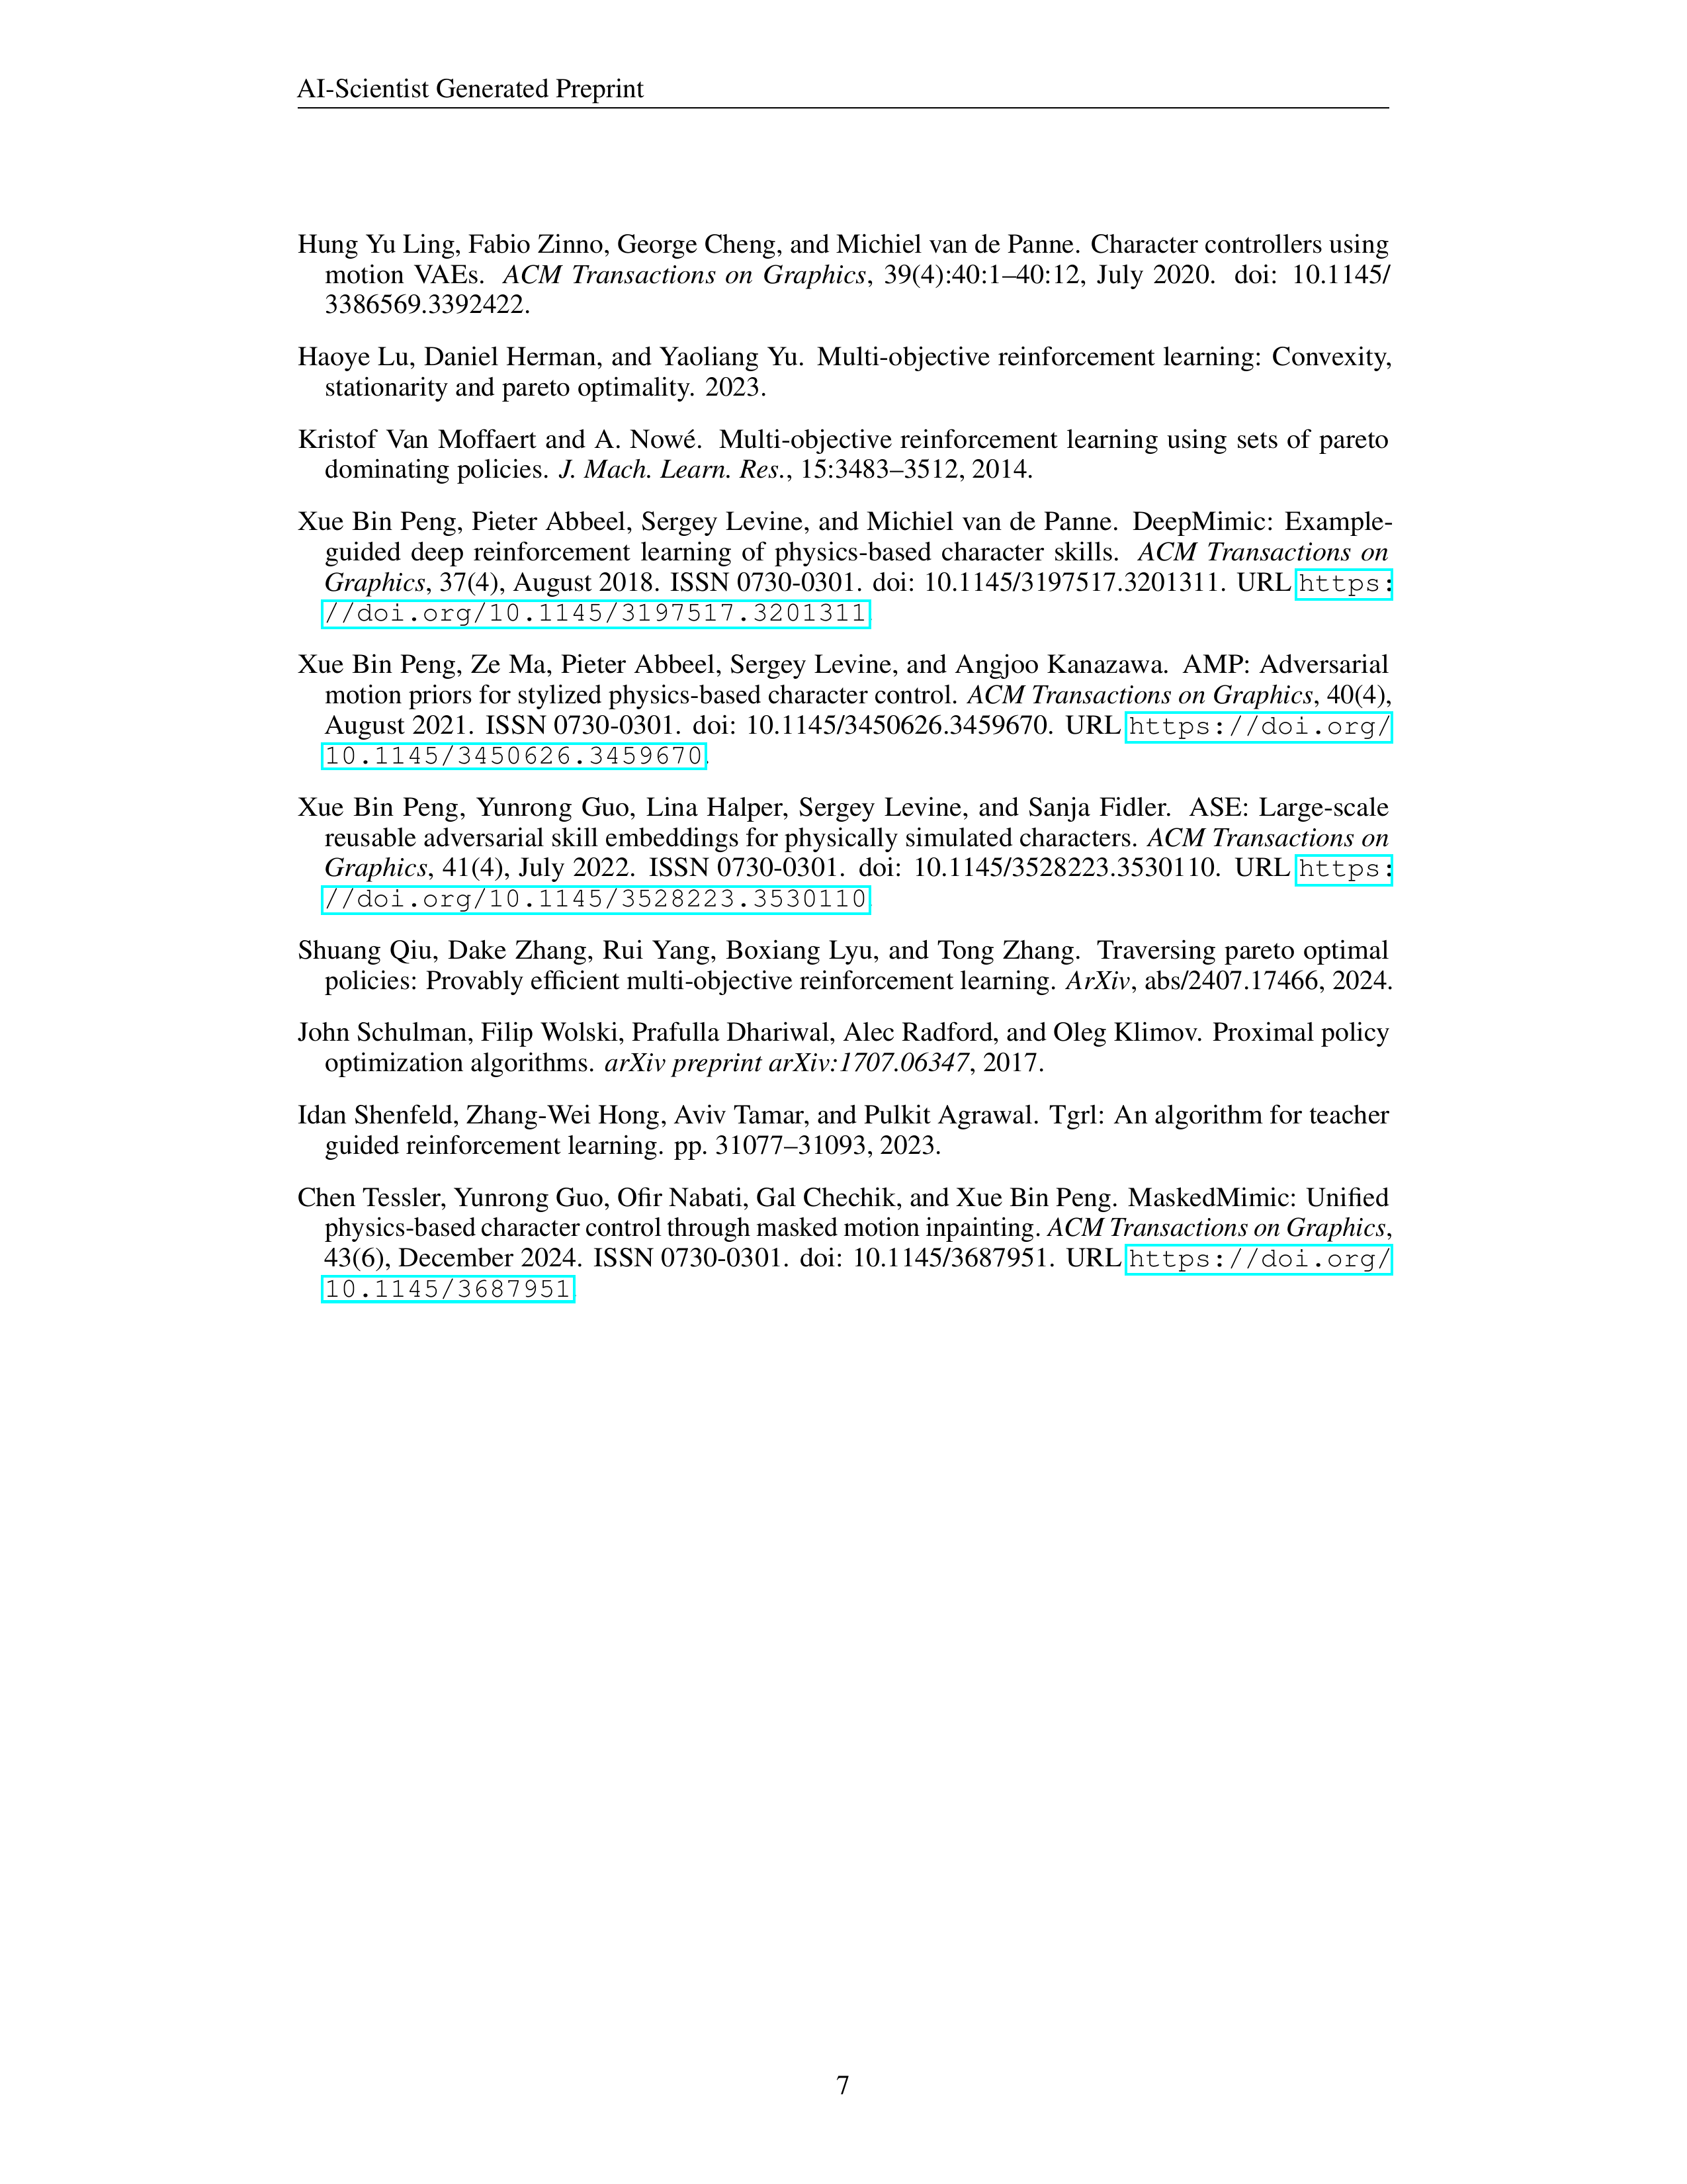 AI-Scientist Generated Preprint
Hung Yu Ling, Fabio Zinno, George Cheng, and Michiel van de Panne. Character controllers using
motion VAEs. ACM Transactions on Graphics, 39(4):40:1–40:12, July 2020. doi: 10.1145/
3386569.3392422.
Haoye Lu, Daniel Herman, and Yaoliang Yu. Multi-objective reinforcement learning: Convexity,
stationarity and pareto optimality. 2023.
Kristof Van Moffaert and A. Nowé. Multi-objective reinforcement learning using sets of pareto
dominating policies. J. Mach. Learn. Res., 15:3483–3512, 2014.
Xue Bin Peng, Pieter Abbeel, Sergey Levine, and Michiel van de Panne. DeepMimic: Example-
guided deep reinforcement learning of physics-based character skills. ACM Transactions on
Graphics, 37(4), August 2018. ISSN 0730-0301. doi: 10.1145/3197517.3201311. URL https:
//doi.org/10.1145/3197517.3201311.
Xue Bin Peng, Ze Ma, Pieter Abbeel, Sergey Levine, and Angjoo Kanazawa. AMP: Adversarial
motion priors for stylized physics-based character control. ACM Transactions on Graphics, 40(4),
August 2021. ISSN 0730-0301. doi: 10.1145/3450626.3459670. URL https://doi.org/
10.1145/3450626.3459670.
Xue Bin Peng, Yunrong Guo, Lina Halper, Sergey Levine, and Sanja Fidler. ASE: Large-scale
reusable adversarial skill embeddings for physically simulated characters. ACM Transactions on
Graphics, 41(4), July 2022. ISSN 0730-0301. doi: 10.1145/3528223.3530110. URL https:
//doi.org/10.1145/3528223.3530110.
Shuang Qiu, Dake Zhang, Rui Yang, Boxiang Lyu, and Tong Zhang. Traversing pareto optimal
policies: Provably efficient multi-objective reinforcement learning. ArXiv, abs/2407.17466, 2024.
John Schulman, Filip Wolski, Prafulla Dhariwal, Alec Radford, and Oleg Klimov. Proximal policy
optimization algorithms. arXiv preprint arXiv:1707.06347, 2017.
Idan Shenfeld, Zhang-Wei Hong, Aviv Tamar, and Pulkit Agrawal. Tgrl: An algorithm for teacher
guided reinforcement learning. pp. 31077–31093, 2023.
Chen Tessler, Yunrong Guo, Ofir Nabati, Gal Chechik, and Xue Bin Peng. MaskedMimic: Unified
physics-based character control through masked motion inpainting. ACM Transactions on Graphics,
43(6), December 2024. ISSN 0730-0301. doi: 10.1145/3687951. URL https://doi.org/
10.1145/3687951.
7